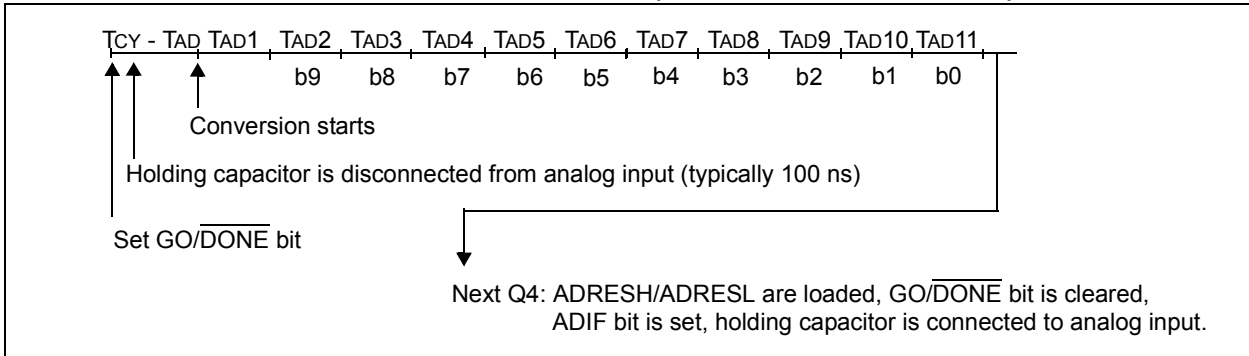 TCY - TAD TAD1 TAD2 TAD3 TAD4 TAD5 TAD6 TAD7 TAD8 TAD9 TAD10 TAD11
b9 b8 b7 b6 b5 b4 b3 b2 b1 b0
Conversion starts
Holding capacitor is disconnected from analog input (typically 100 ns)
Set GO/DONE bit
Next Q4: ADRESH/ADRESL are loaded, GO/DONE bit is cleared,
ADIF bit is set, holding capacitor is connected to analog input.